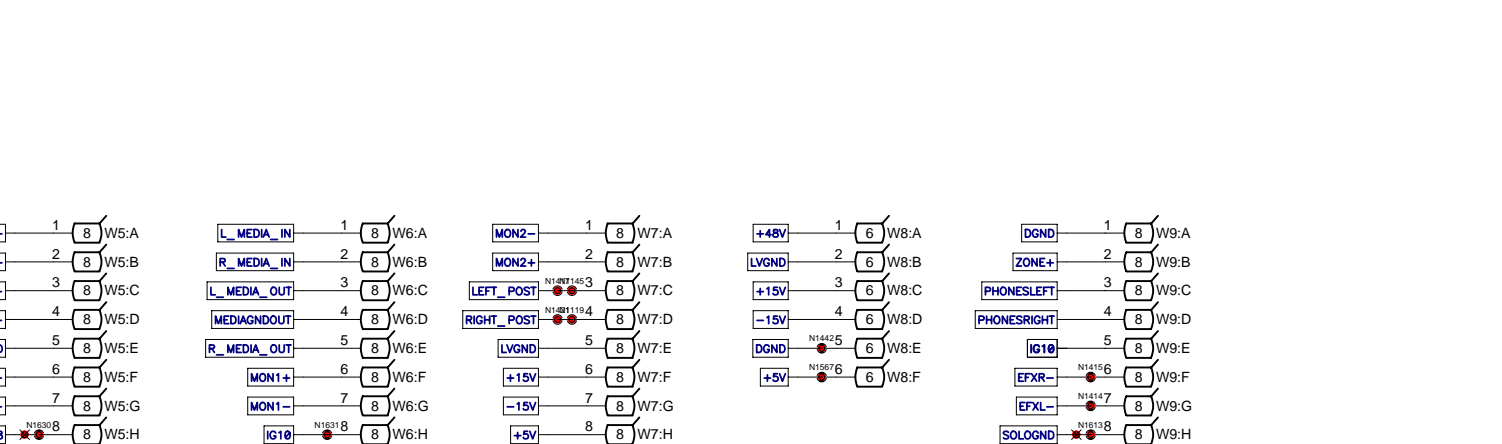 1 8 W5:A L_MEDIA_IN 1 8 W6:A MON2- 1 8 W7:A +48V 1 6 W8:A DGND 1 8 W9:A
2 8 W5:B R_MEDIA_IN 2 8 W6:B MON2+ 2 8 W7:B LVGND 2 6 W8:B ZONE+ 2 8 W9:B
3 8 W5:C L_MEDIA_OUT 3 8 W6:C LEFT_POST 3 8 W7:C +15V 3 6 W8:C PHONESLEFT 3 8 W9:C
4 8 W5:D MEDIAGNDOUT 4 8 W6:D RIGHT_POST 4 8 W7:D -15V 4 6 W8:D PHONESRIGHT 4 8 W9:D
5 8 W5:E R_MEDIA_OUT 5 8 W6:E LVGND 5 8 W7:E DGND N1442 5 6 W8:E IG10 5 8 W9:E
6 8 W5:F MON1+ 6 8 W6:F +15V 6 8 W7:F +5V N1567 6 6 W8:F EFXR- N1415 6 8 W9:F
7 8 W5:G MON1- 7 8 W6:G -15V 7 8 W7:G EFXL- N1414 7 8 W9:G
N1630 8 8 W5:H IG10 N1631 8 8 W6:H +5V 8 8 W7:H SOLOGND N1613 8 8 W9:H